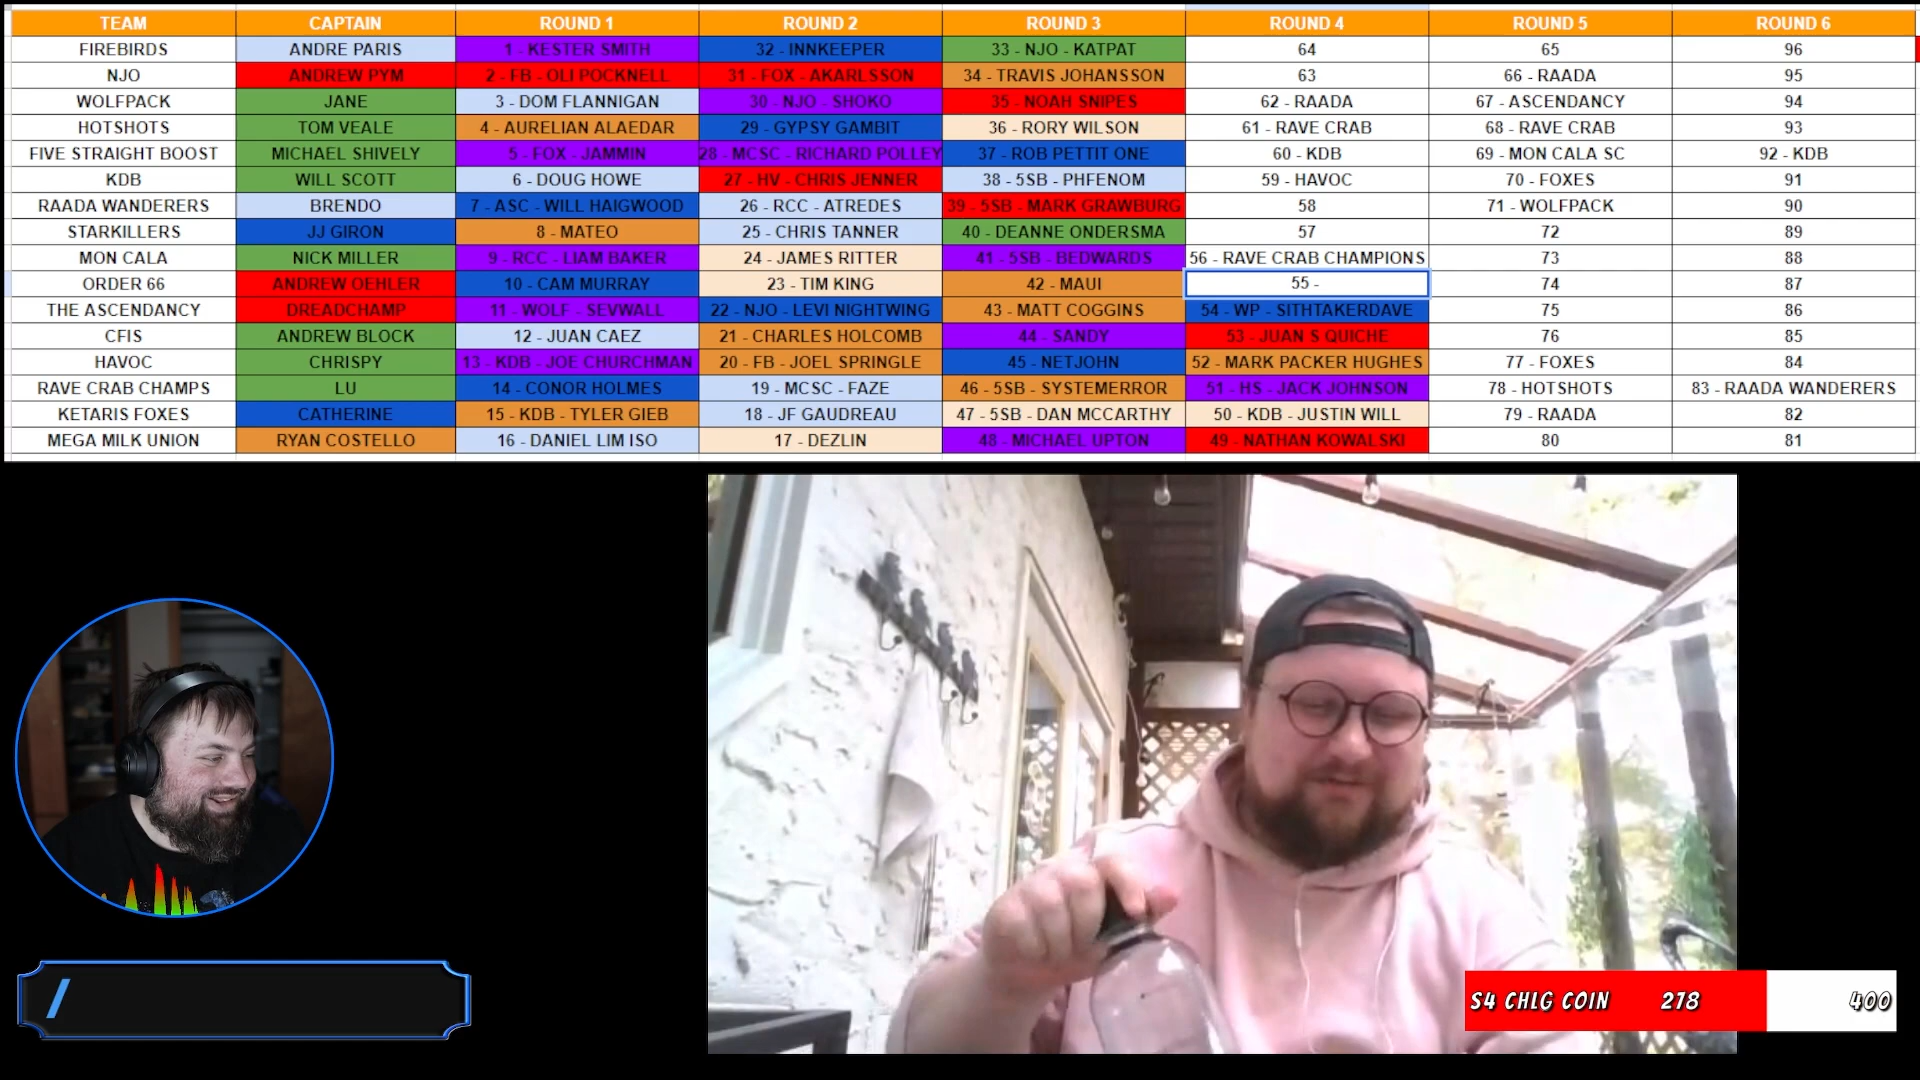 TEAM CAPTAIN ROUND 1 ROUND 2 ROUND 3 ROUND 4 ROUND 5 ROUND 6
FIREBIRDS ANDRE PARIS 1 - KESTER SMITH 32 - INNKEEPER 33 - NJO - KATPAT 64 65 96
NJO ANDREW PYM 2 - FB - OLI POCKNELL 31 - FOX - AKARLSSON 34 - TRAVIS JOHANSSON 63 66 - RAADA 95
WOLFPACK JANE 3 - DOM FLANNIGAN 30 - NJO - SHOKO 35 - NOAH SNIPES 62 - RAADA 67 - ASCENDANCY 94
HOTSHOTS TOM VEALE 4 - AURELIAN ALAEDAR 29 - GYPSY GAMBIT 36 - RORY WILSON 61 - RAVE CRAB 68 - RAVE CRAB 93
FIVE STRAIGHT BOOST MICHAEL SHIVELY 5 - FOX - JAMMIN 28 - MCSC - RICHARD POLLEY 37 - ROB PETTIT ONE 60 - KDB 69 - MON CALA SC 92 - KDB
KDB WILL SCOTT 6 - DOUG HOWE 27 - HV - CHRIS JENNER 38 - 5SB - PHFENOM 59 - HAVOC 70 - FOXES 91
RAADA WANDERERS BRENDO 7 - ASC - WILL HAIGWOOD 26 - RCC - ATREDES 39 - 5SB - MARK GRAWBURG 58 71 - WOLFPACK 90
STARKILLERS JJ GIRON 8 - MATEO 25 - CHRIS TANNER 40 - DEANNE ONDERSMA 57 72 89
MON CALA NICK MILLER 9 - RCC - LIAM BAKER 24 - JAMES RITTER 41 - 5SB - BEDWARDS 56 - RAVE CRAB CHAMPIONS 73 88
ORDER 66 ANDREW OEHLER 10 - CAM MURRAY 23 - TIM KING 42 - MAUI 55 - 74 87
THE ASCENDANCY DREADCHAMP 11 - WOLF - SEVWALL 22 - NJO - LEVI NIGHTWING 43 - MATT COGGINS 54 - WP - SITHTAKERDAVE 75 86
CFIS ANDREW BLOCK 12 - JUAN CAEZ 21 - CHARLES HOLCOMB 44 - SANDY 53 - JUAN S QUICHE 76 85
HAVOC CHRISPY 13 - KDB - JOE CHURCHMAN 20 - FB - JOEL SPRINGLE 45 - NETJOHN 52 - MARK PACKER HUGHES 77 - FOXES 84
RAVE CRAB CHAMPS LU 14 - CONOR HOLMES 19 - MCSC - FAZE 46 - 5SB - SYSTEMERROR 51 - HS - JACK JOHNSON 78 - HOTSHOTS 83 - RAADA WANDERERS
KETARIS FOXES CATHERINE 15 - KDB - TYLER GIEB 18 - JF GAUDREAU 47 - 5SB - DAN MCCARTHY 50 - KDB - JUSTIN WILL 79 - RAADA 82
MEGA MILK UNION RYAN COSTELLO 16 - DANIEL LIM ISO 17 - DEZLIN 48 - MICHAEL UPTON 49 - NATHAN KOWALSKI 80 81
/
S4 CHLG COIN 278 400